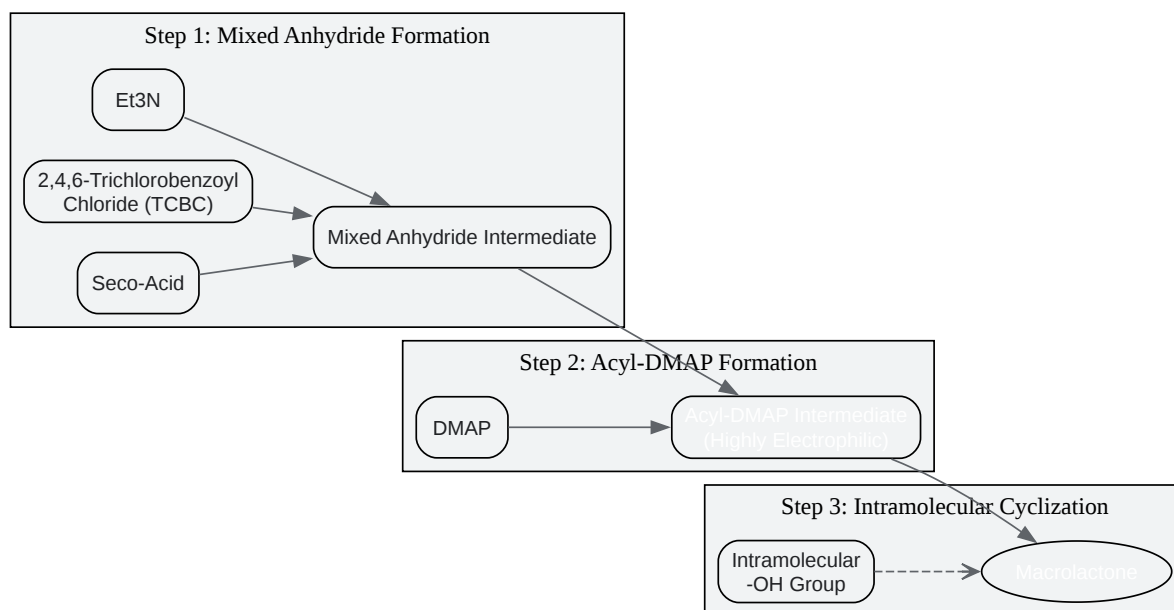 Step 1: Mixed Anhydride Formation
Et3N
2,4,6-Trichlorobenzoyl
Chloride (TCBC)
Mixed Anhydride Intermediate
Seco-Acid
Step 2: Acyl-DMAP Formation
DMAP
Acyl-DMAP Intermediate
(Highly Electrophilic)
Step 3: Intramolecular Cyclization
Intramolecular
-OH Group
Macrolactone